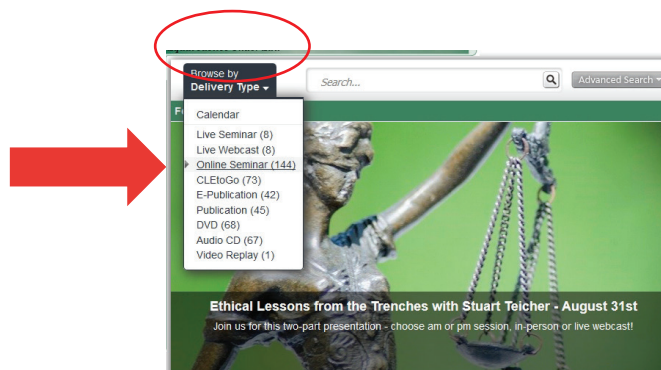 Browse by
Delivery Type
Search...
Advanced Search
Calendar
Live Seminar (8)
Live Webcast (8)
Online Seminar (144)
CLEtoGo (73)
E-Publication (42)
Publication (45)
DVD (68)
Audio CD (67)
Video Replay (1)
Ethical Lessons from the Trenches with Stuart Teicher - August 31st
Join us for this two-part presentation - choose am or pm session, in-person or live webcast!